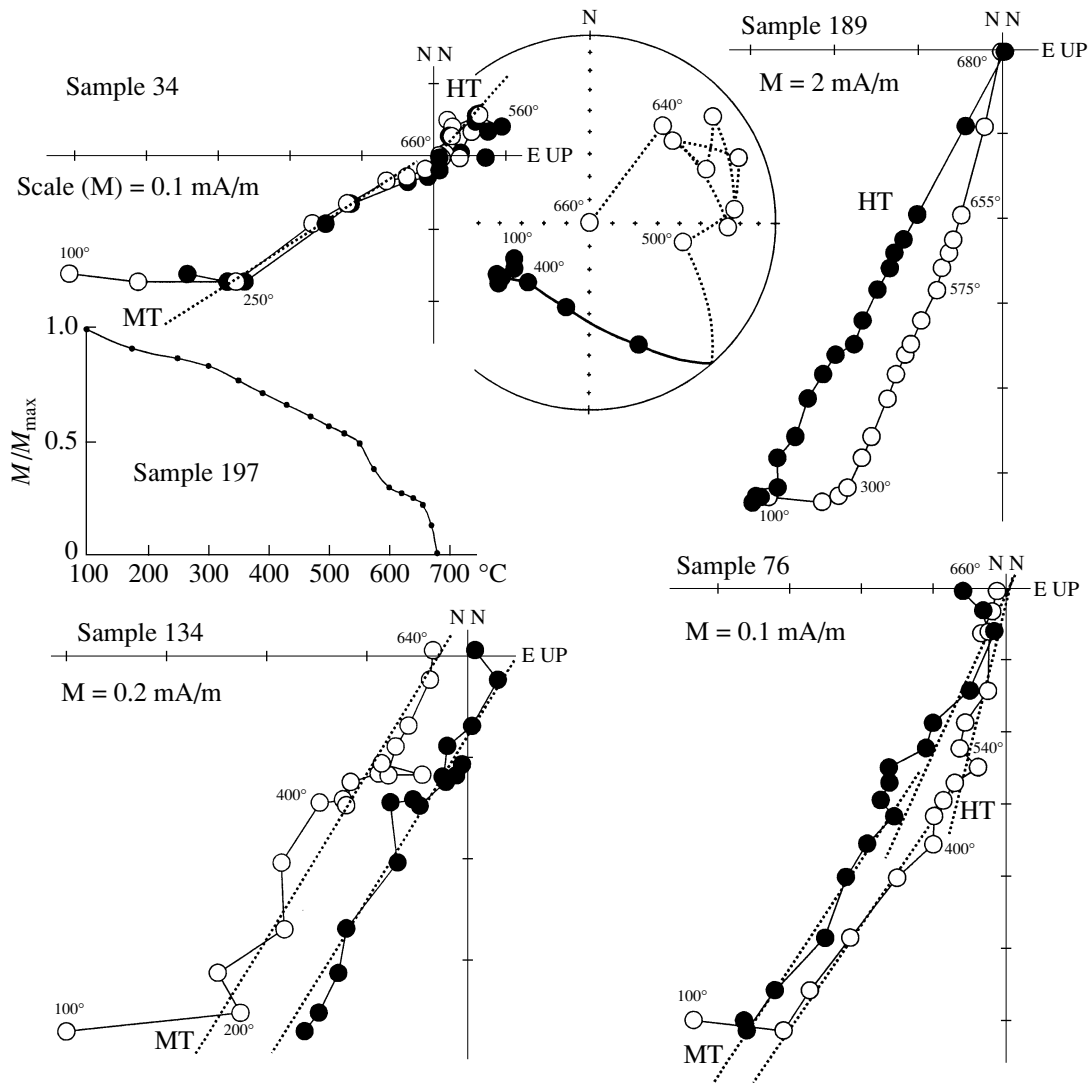 Sample 34
N N
HT
560°
660°
E UP
Scale (M) = 0.1 mA/m
100°
250°
MT
N
640°
660°
500°
100°
400°
Sample 189
N N
680°
E UP
M = 2 mA/m
HT
655°
575°
300°
100°
1.0
M/Mmax
0.5
Sample 197
0
100 200 300 400 500 600 700 °C
Sample 134
N N
640°
E UP
M = 0.2 mA/m
400°
100°
200°
MT
Sample 76
N N
660°
E UP
M = 0.1 mA/m
540°
HT
400°
100°
MT